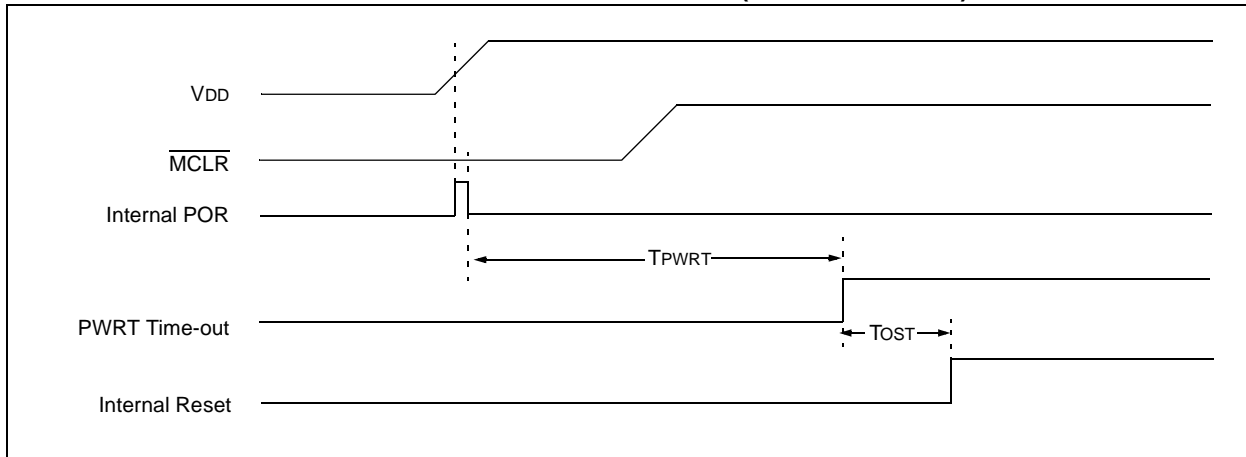 VDD
MCLR
Internal POR
TPWRT
PWRT Time-out
TOST
Internal Reset